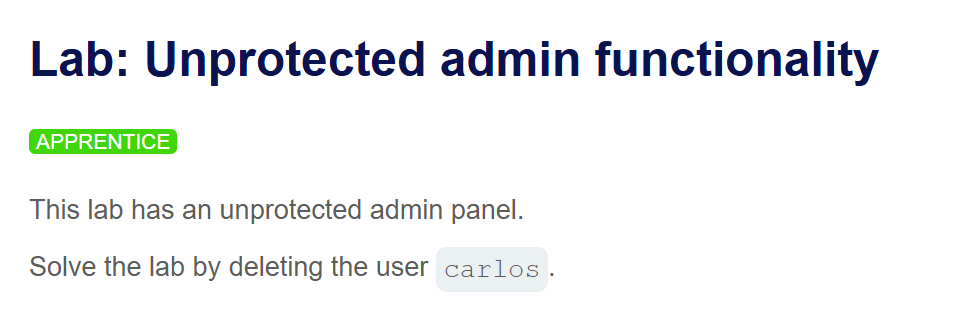 Lab: Unprotected admin functionality
APPRENTICE
This lab has an unprotected admin panel.
Solve the lab by deleting the user carlos.